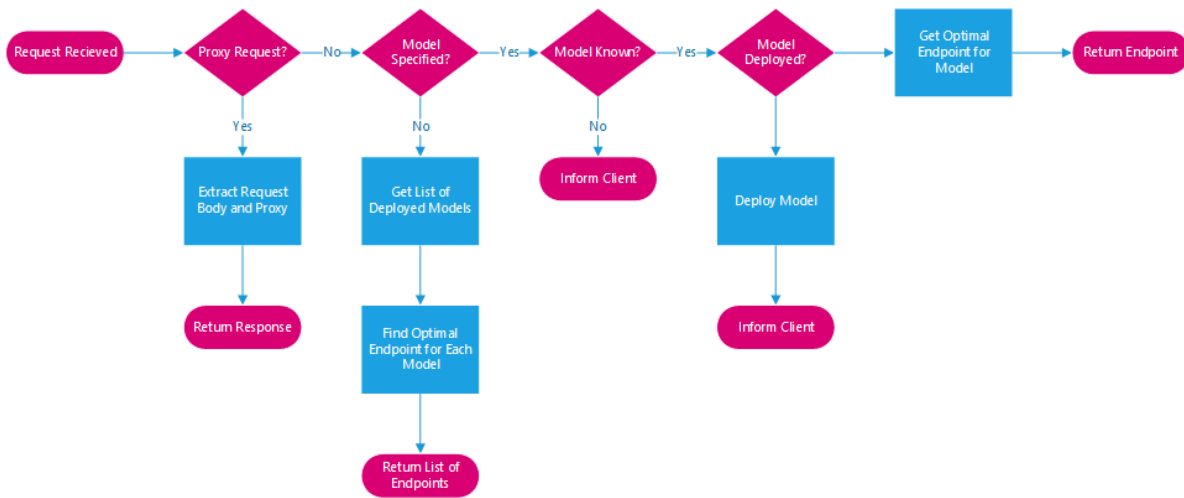 Request Recieved
Proxy Request?
No
Model
Specified?
Yes
Model Known?
Yes
Model
Deployed?
Get Optimal
Endpoint for
Model
Return Endpoint
Yes
No
No
Extract Request
Body and Proxy
Get List of
Deployed Models
Inform Client
Deploy Model
Return Response
Find Optimal
Endpoint for Each
Model
Inform Client
Return List of
Endpoints